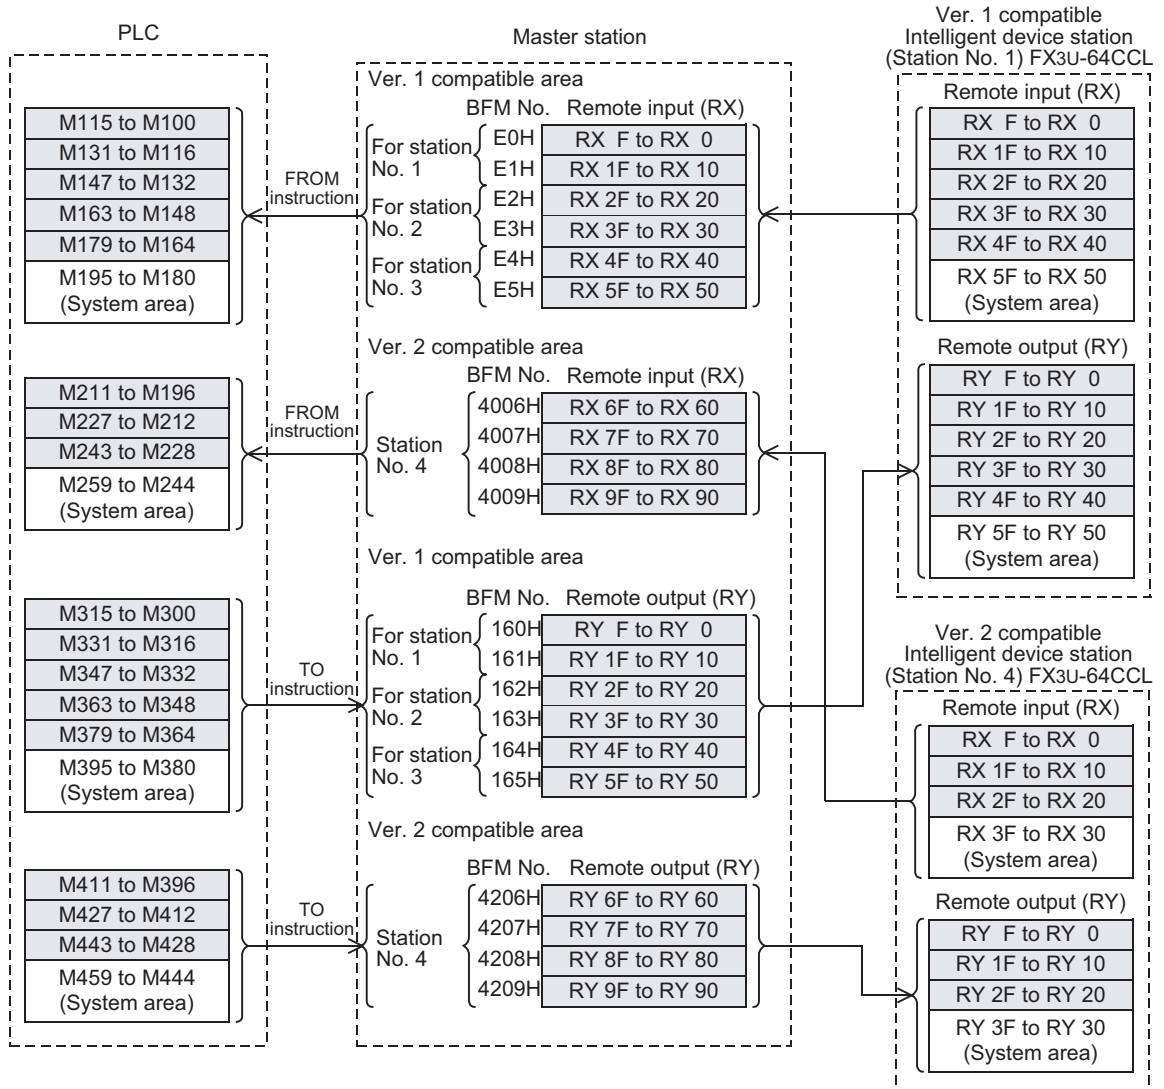 PLC
M115 to M100
M131 to M116
M147 to M132
M163 to M148
M179 to M164
M195 to M180
(System area)
M211 to M196
M227 to M212
M243 to M228
M259 to M244
(System area)
M315 to M300
M331 to M316
M347 to M332
M363 to M348
M379 to M364
M395 to M380
(System area)
M411 to M396
M427 to M412
M443 to M428
M459 to M444
(System area)
FROM
instruction
FROM
instruction
TO
instruction
TO
instruction
Master station
Ver. 1 compatible area
BFM No. Remote input (RX)
For station
No. 1
E0H RX F to RX 0
E1H RX 1F to RX 10
For station
No. 2
E2H RX 2F to RX 20
E3H RX 3F to RX 30
For station
No. 3
E4H RX 4F to RX 40
E5H RX 5F to RX 50
Ver. 2 compatible area
BFM No. Remote input (RX)
Station
No. 4
4006H RX 6F to RX 60
4007H RX 7F to RX 70
4008H RX 8F to RX 80
4009H RX 9F to RX 90
Ver. 1 compatible area
BFM No. Remote output (RY)
For station
No. 1
160H RY F to RY 0
161H RY 1F to RY 10
For station
No. 2
162H RY 2F to RY 20
163H RY 3F to RY 30
For station
No. 3
164H RY 4F to RY 40
165H RY 5F to RY 50
Ver. 2 compatible area
BFM No. Remote output (RY)
Station
No. 4
4206H RY 6F to RY 60
4207H RY 7F to RY 70
4208H RY 8F to RY 80
4209H RY 9F to RY 90
Ver. 1 compatible
Intelligent device station
(Station No. 1) FX3U-64CCL
Remote input (RX)
RX F to RX 0
RX 1F to RX 10
RX 2F to RX 20
RX 3F to RX 30
RX 4F to RX 40
RX 5F to RX 50
(System area)
Remote output (RY)
RY F to RY 0
RY 1F to RY 10
RY 2F to RY 20
RY 3F to RY 30
RY 4F to RY 40
RY 5F to RY 50
(System area)
Ver. 2 compatible
Intelligent device station
(Station No. 4) FX3U-64CCL
Remote input (RX)
RX F to RX 0
RX 1F to RX 10
RX 2F to RX 20
RX 3F to RX 30
(System area)
Remote output (RY)
RY F to RY 0
RY 1F to RY 10
RY 2F to RY 20
RY 3F to RY 30
(System area)